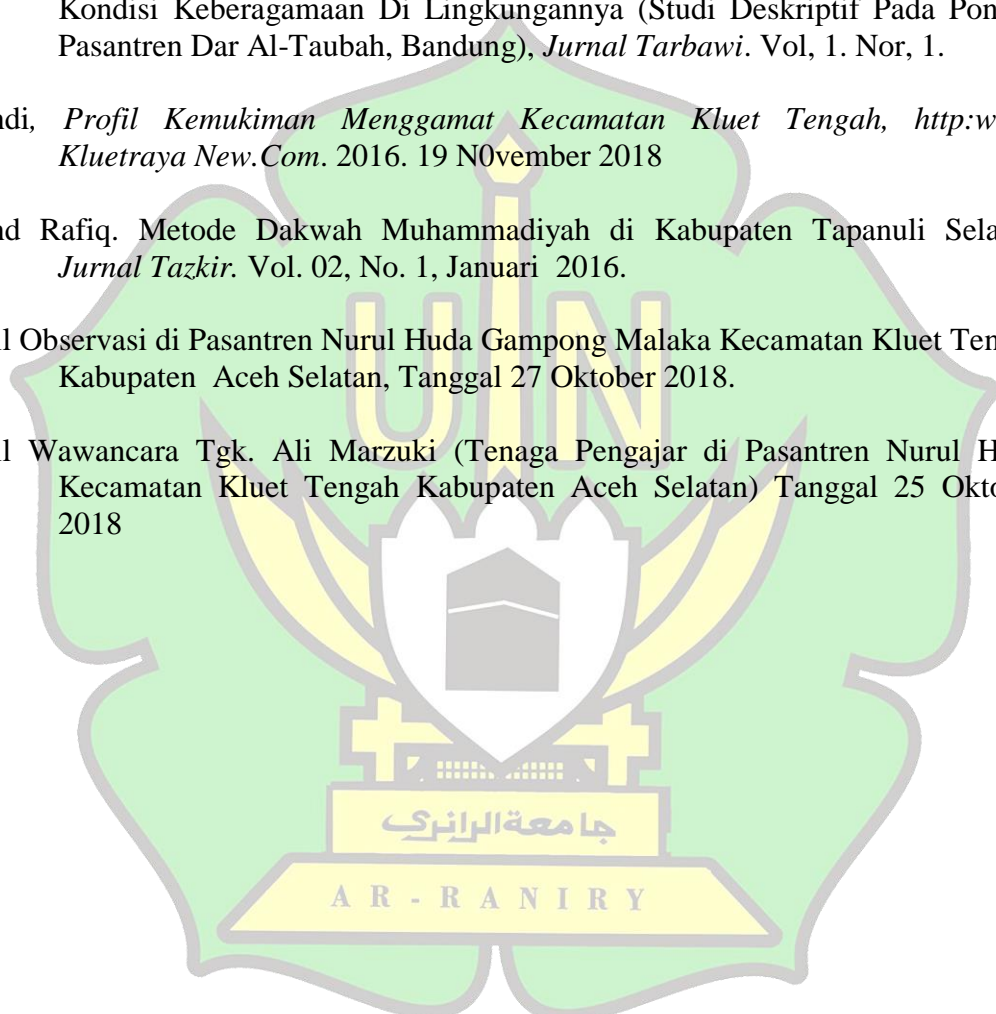 Kondisi Keberagamaan Di Lingkungannya (Studi Deskriptif Pada Pon
Pasantren Dar Al-Taubah, Bandung), Jurnal Tarbawi. Vol, 1. Nor, 1.
ndi, Profil Kemukiman Menggamat Kecamatan Kluet Tengah, http:w
Kluetraya New.Com. 2016. 19 N0vember 2018
nd Rafiq. Metode Dakwah Muhammadiyah di Kabupaten Tapanuli Sela
Jurnal Tazkir. Vol. 02, No. 1, Januari 2016.
l Observasi di Pasantren Nurul Huda Gampong Malaka Kecamatan Kluet Ten
Kabupaten Aceh Selatan, Tanggal 27 Oktober 2018.
l Wawancara Tgk. Ali Marzuki (Tenaga Pengajar di Pasantren Nurul H
Kecamatan Kluet Tengah Kabupaten Aceh Selatan) Tanggal 25 Okto
2018
UIN
جامعة الرانري
AR-RANIRY